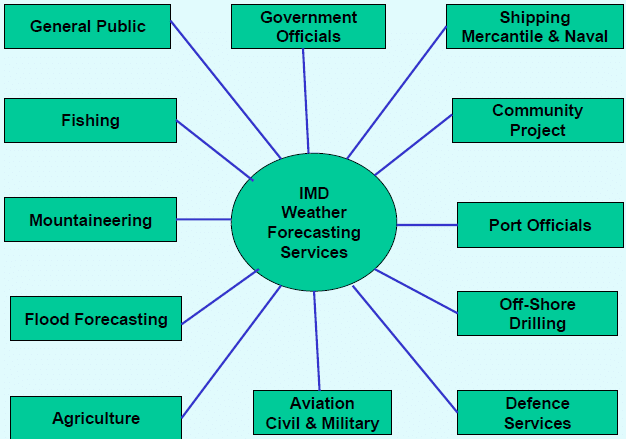 General Public
Government
Officials
Shipping
Mercantile & Naval
Fishing
Community
Project
IMD
Weather
Forecasting
Services
Mountaineering
Port Officials
Flood Forecasting
Off-Shore
Drilling
Agriculture
Aviation
Civil & Military
Defence
Services